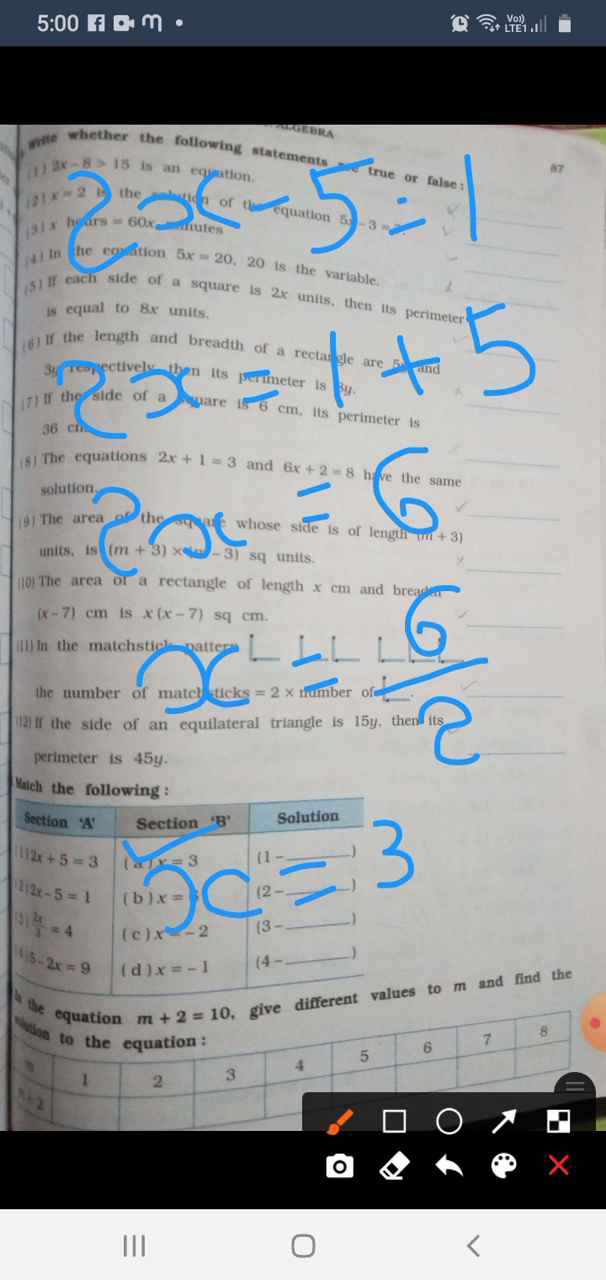 5:00
Vo))
LTE1
ALGEBRA
87
Write whether the following statements are true or false:
(1) 2x - 8 > 15 is an equation.
(2) x = 2 is the solution of the equation 5x - 3 =
(3) x hours = 60x minutes
(4) In the equation 5x = 20, 20 is the variable.
(5) If each side of a square is 2x units, then its perimeter
is equal to 8x units.
(6) If the length and breadth of a rectangle are and
3y respectively, then its perimeter is
(7) If the side of a square is 6 cm, its perimeter is
36 cm.
(8) The equations 2x + 1 = 3 and 6x + 2 = 8 have the same
solution.
(9) The area of the square whose side is of length (m + 3)
units, is (m + 3) × (m - 3) sq units.
(10) The area of a rectangle of length x cm and breadth
(x - 7) cm is x (x - 7) sq cm.
(11) In the matchstick pattern
the number of matchsticks = 2 × number of
(12) If the side of an equilateral triangle is 15y, then its
perimeter is 45y.
Match the following :
Section 'A' Section 'B' Solution
(1) 2x + 5 = 3 (a) x = 3 (1 - )
(2) 2x - 5 = 1 (b) x = (2 - )
(3) 2x/3 = 4 (c) x = - 2 (3 - )
(4) 5 - 2x = 9 (d) x = - 1 (4 - )
In the equation m + 2 = 10, give different values to m and find the
solution to the equation :
m 1 2 3 4 5 6 7 8
m + 2
2x - 5 = 1
2x = 1 + 5
2x = 6
x = 6/2
x = 3